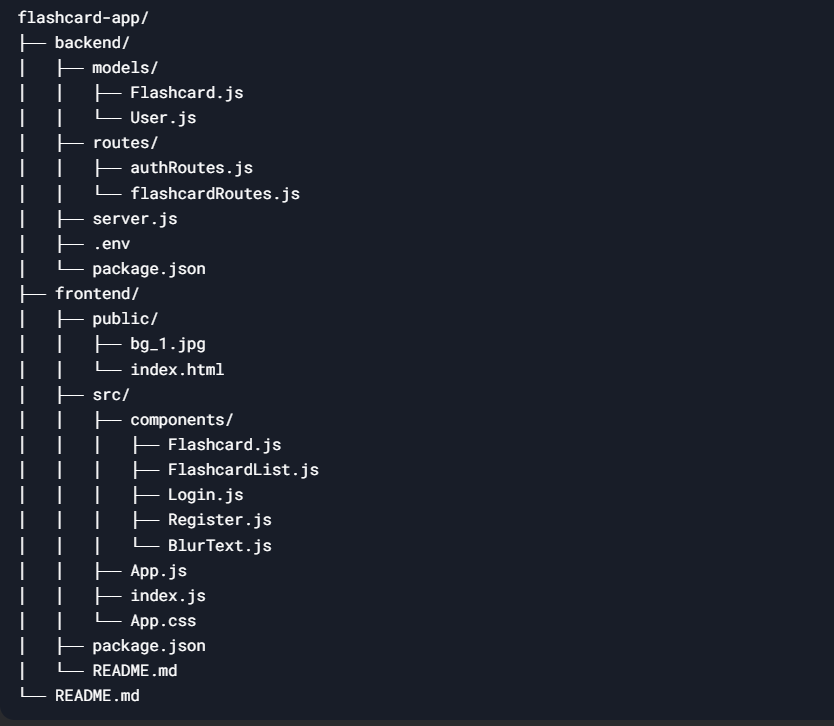 flashcard-app/
├── backend/
│   ├── models/
│   │   ├── Flashcard.js
│   │   └── User.js
│   ├── routes/
│   │   ├── authRoutes.js
│   │   └── flashcardRoutes.js
│   ├── server.js
│   ├── .env
│   └── package.json
├── frontend/
│   ├── public/
│   │   ├── bg_1.jpg
│   │   └── index.html
│   ├── src/
│   │   ├── components/
│   │   │   ├── Flashcard.js
│   │   │   ├── FlashcardList.js
│   │   │   ├── Login.js
│   │   │   ├── Register.js
│   │   │   └── BlurText.js
│   │   ├── App.js
│   │   ├── index.js
│   │   └── App.css
│   ├── package.json
│   └── README.md
└── README.md